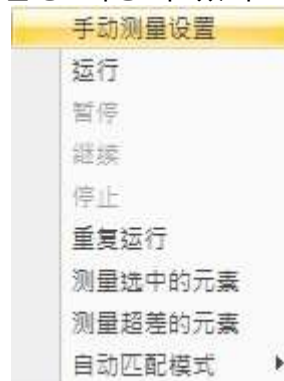 手动测量设置
运行
暂停
继续
停止
重复运行
测量选中的元素
测量超差的元素
自动匹配模式